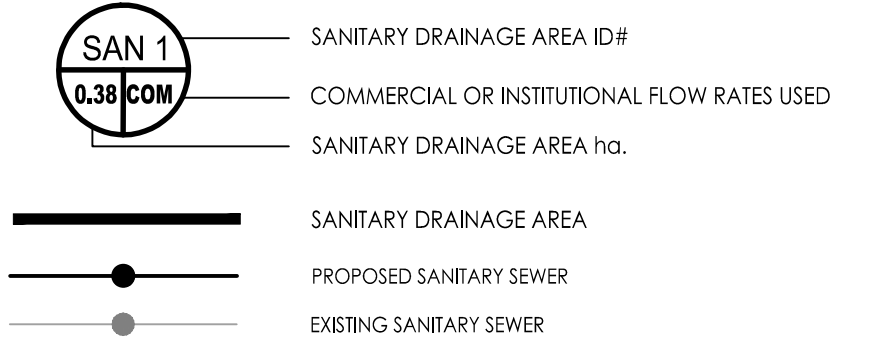 SAN 1
SANITARY DRAINAGE AREA ID#
0.38 COM
COMMERCIAL OR INSTITUTIONAL FLOW RATES USED
SANITARY DRAINAGE AREA ha.
SANITARY DRAINAGE AREA
PROPOSED SANITARY SEWER
EXISTING SANITARY SEWER